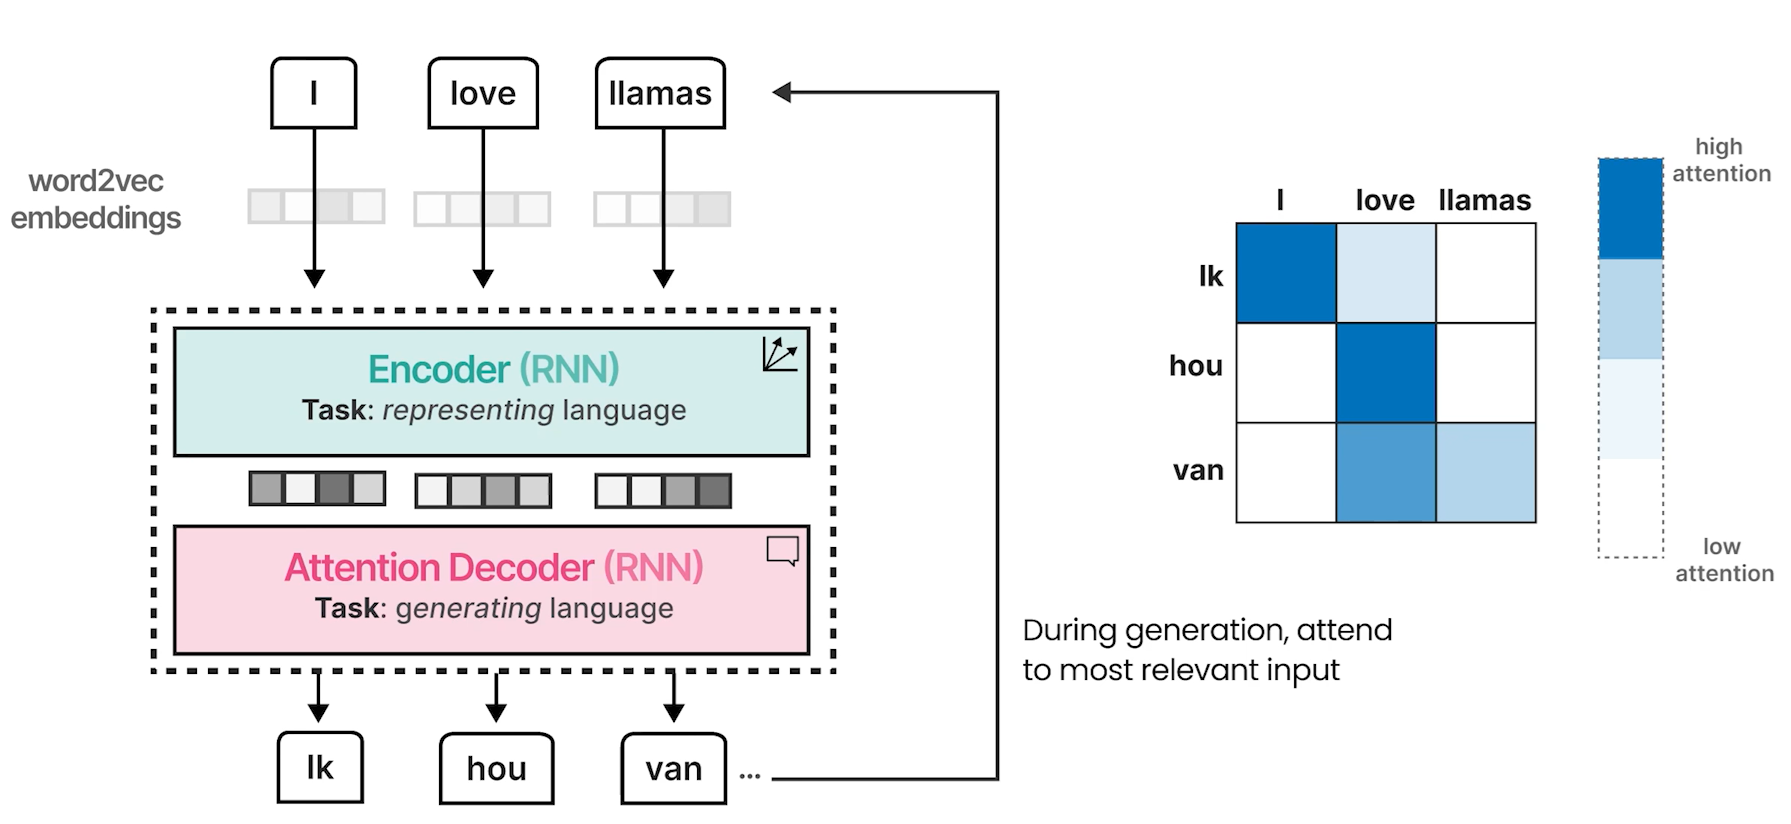 I love llamas
word2vec
embeddings
Encoder (RNN)
Task: representing language
Attention Decoder (RNN)
Task: generating language
Ik hou van ...
I love llamas
Ik
hou
van
high
attention
low
attention
During generation, attend
to most relevant input